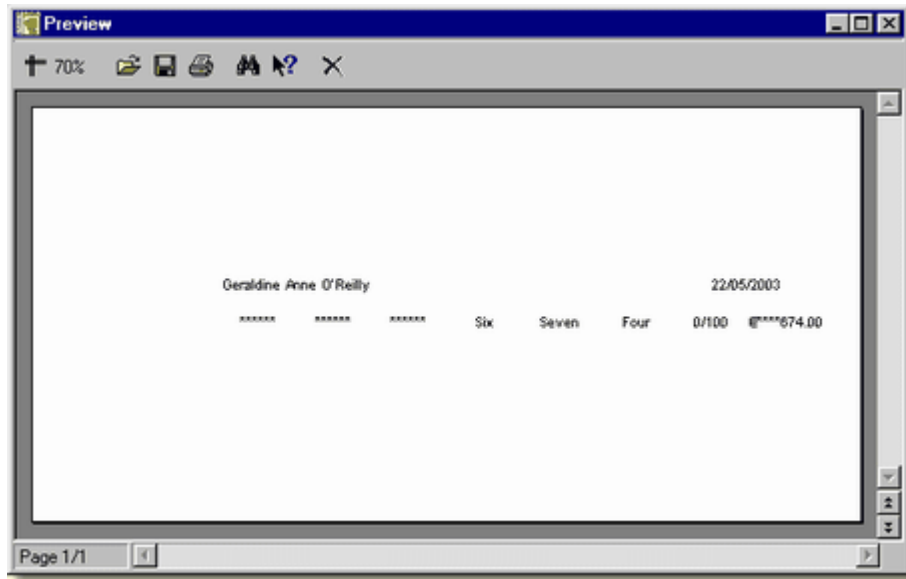 Preview
70%
Geraldine Anne O'Reilly 22/05/2003
****** ****** ****** Six Seven Four 0/100 €****674.00
Page 1/1